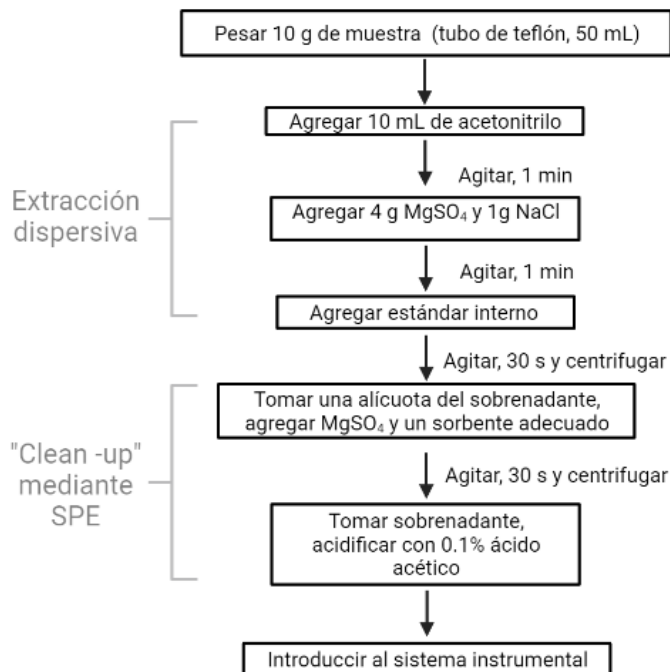 Pesar 10 g de muestra (tubo de teflón, 50 mL)
Agregar 10 mL de acetonitrilo
Agitar, 1 min
Extracción
dispersiva
Agregar 4 g MgSO₄ y 1g NaCl
Agitar, 1 min
Agregar estándar interno
Agitar, 30 s y centrifugar
Tomar una alícuota del sobrenadante,
agregar MgSO₄ y un sorbente adecuado
"Clean -up"
mediante
SPE
Agitar, 30 s y centrifugar
Tomar sobrenadante,
acidificar con 0.1% ácido
acético
Introduccir al sistema instrumental